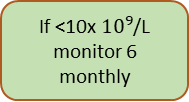 If <10x 10⁹/L
monitor 6
monthly